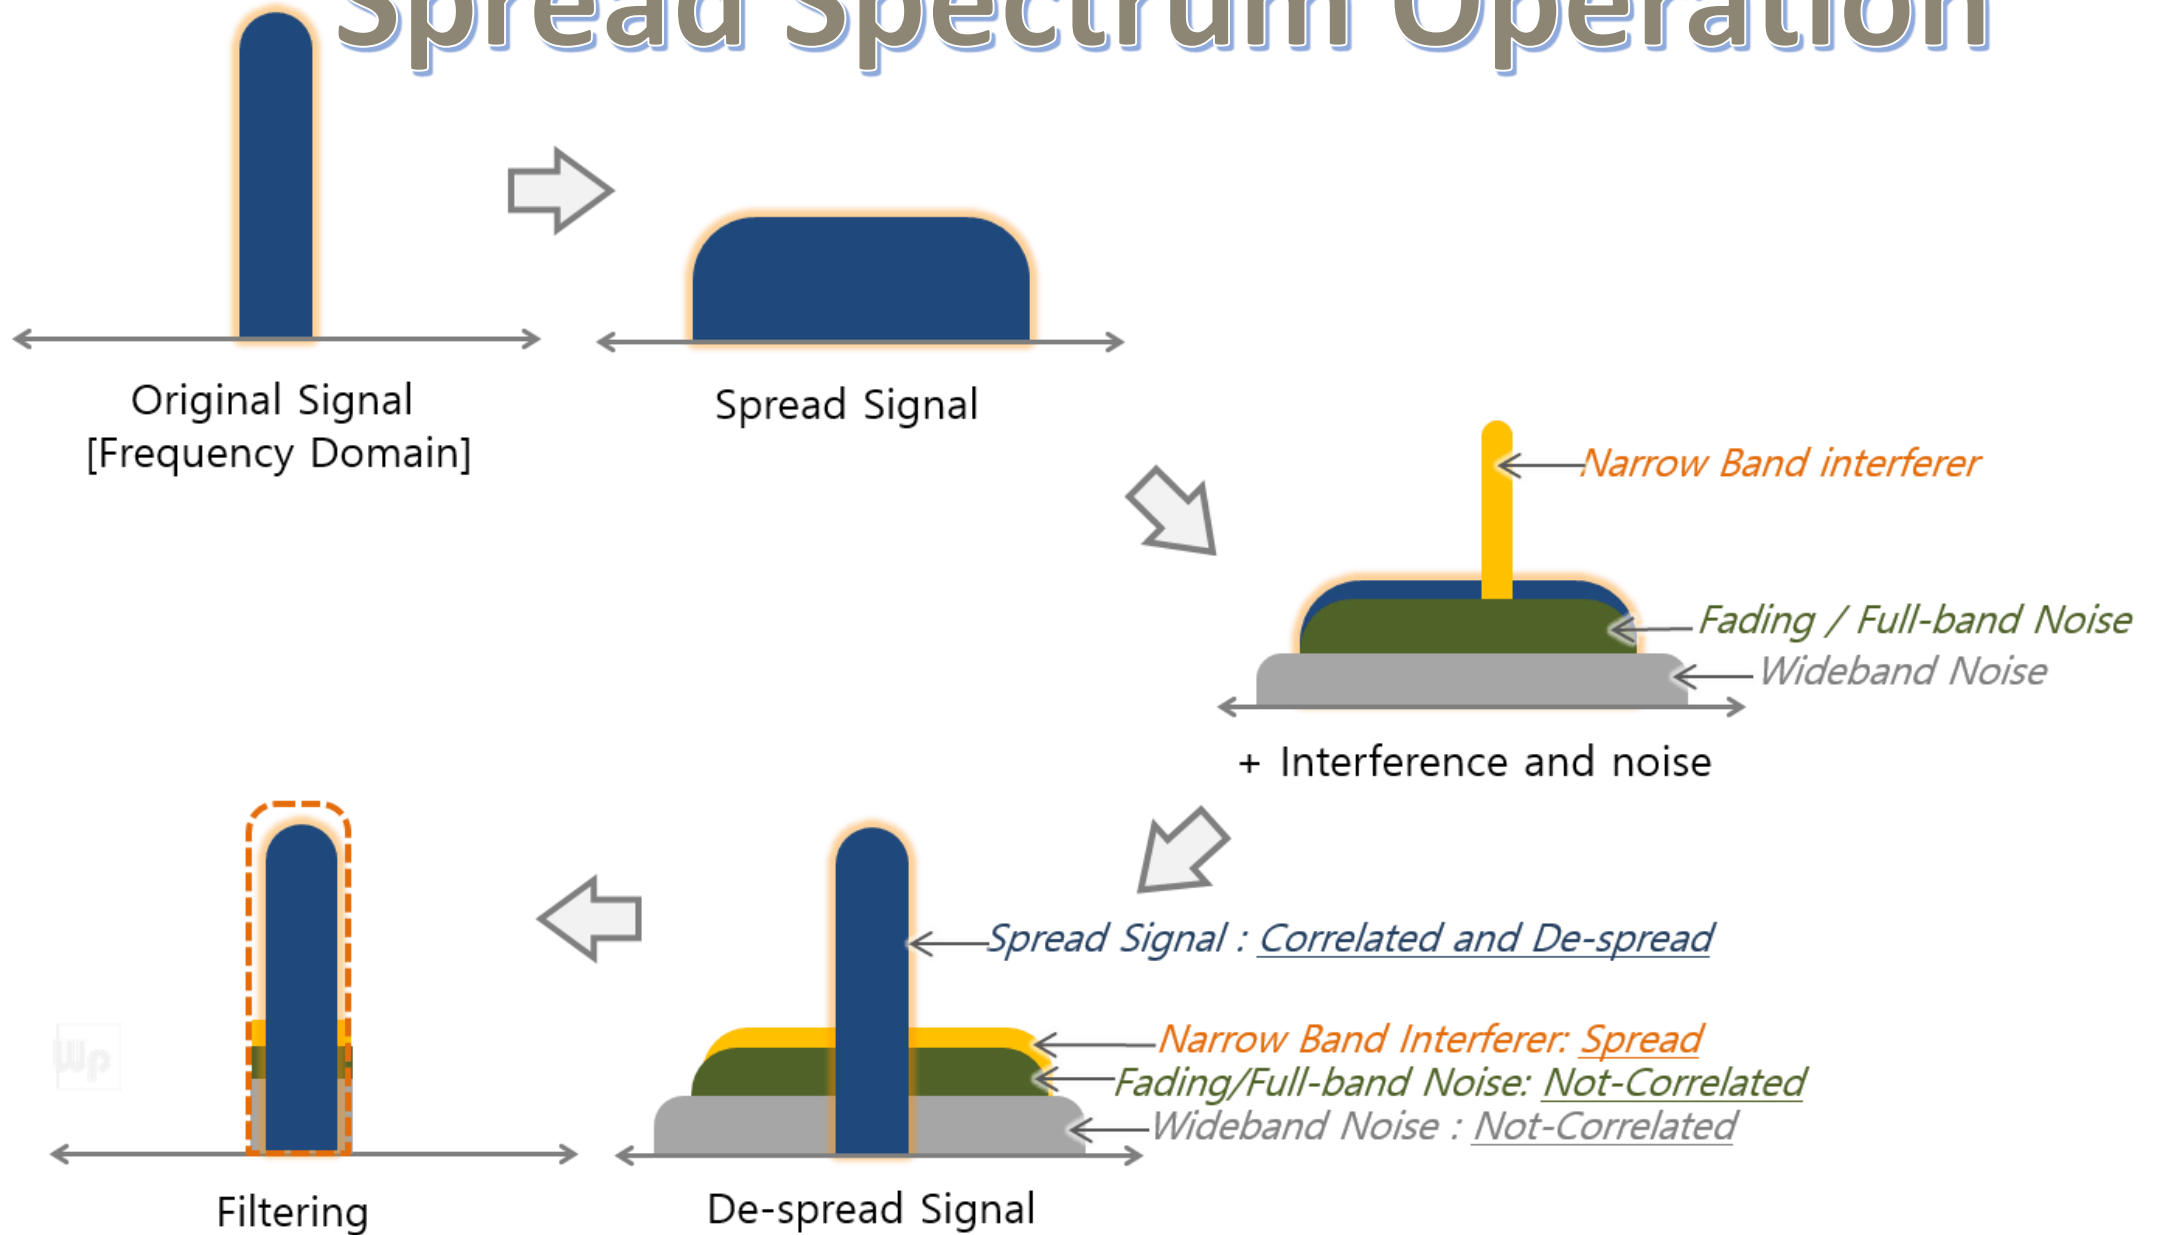 Spread Spectrum Operation
Original Signal
[Frequency Domain]
Spread Signal
Narrow Band interferer
Fading / Full-band Noise
Wideband Noise
+ Interference and noise
Spread Signal : Correlated and De-spread
Narrow Band Interferer: Spread
Fading/Full-band Noise: Not-Correlated
Wideband Noise : Not-Correlated
Wp
Filtering
De-spread Signal